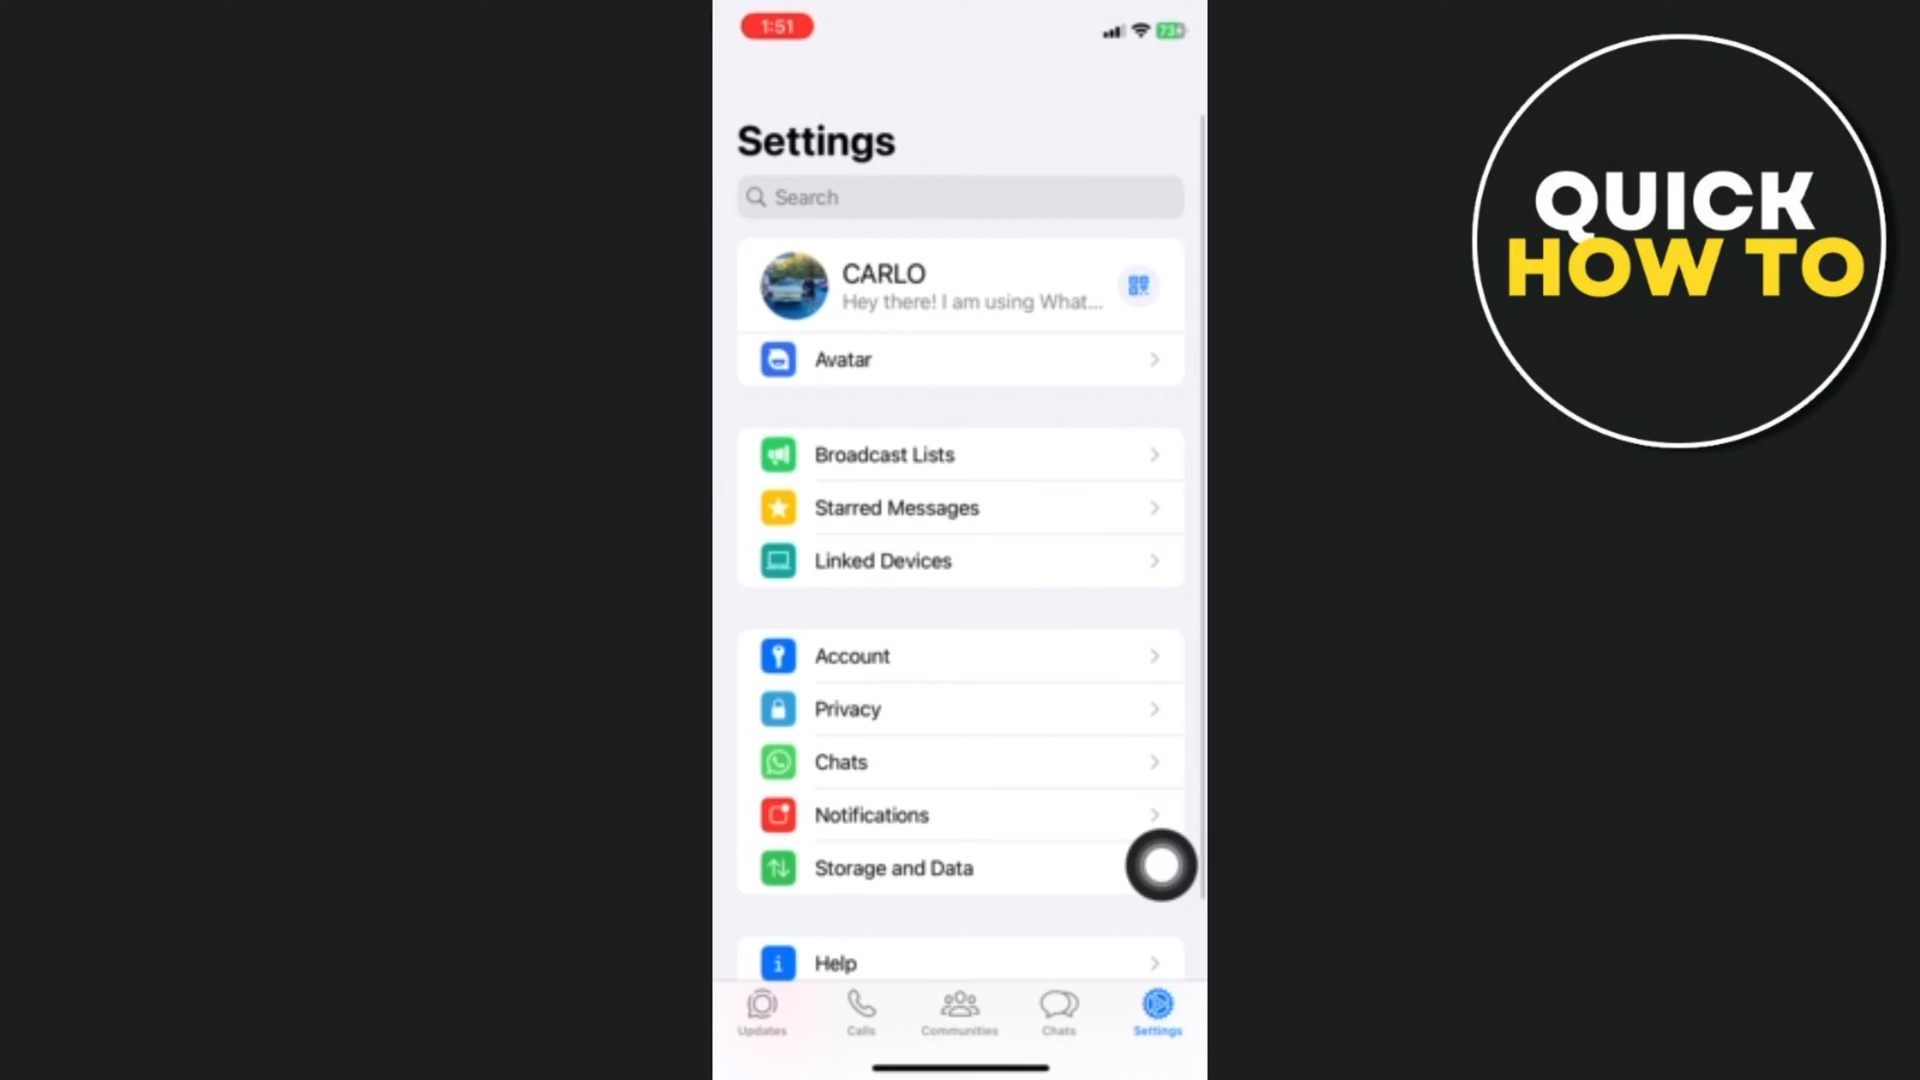 1:51
73
Settings
Search
CARLO
Hey there! I am using What...
Avatar
Broadcast Lists
Starred Messages
Linked Devices
Account
Privacy
Chats
Notifications
Storage and Data
Help
Updates
Calls
Communities
Chats
Settings
QUICK
HOW TO